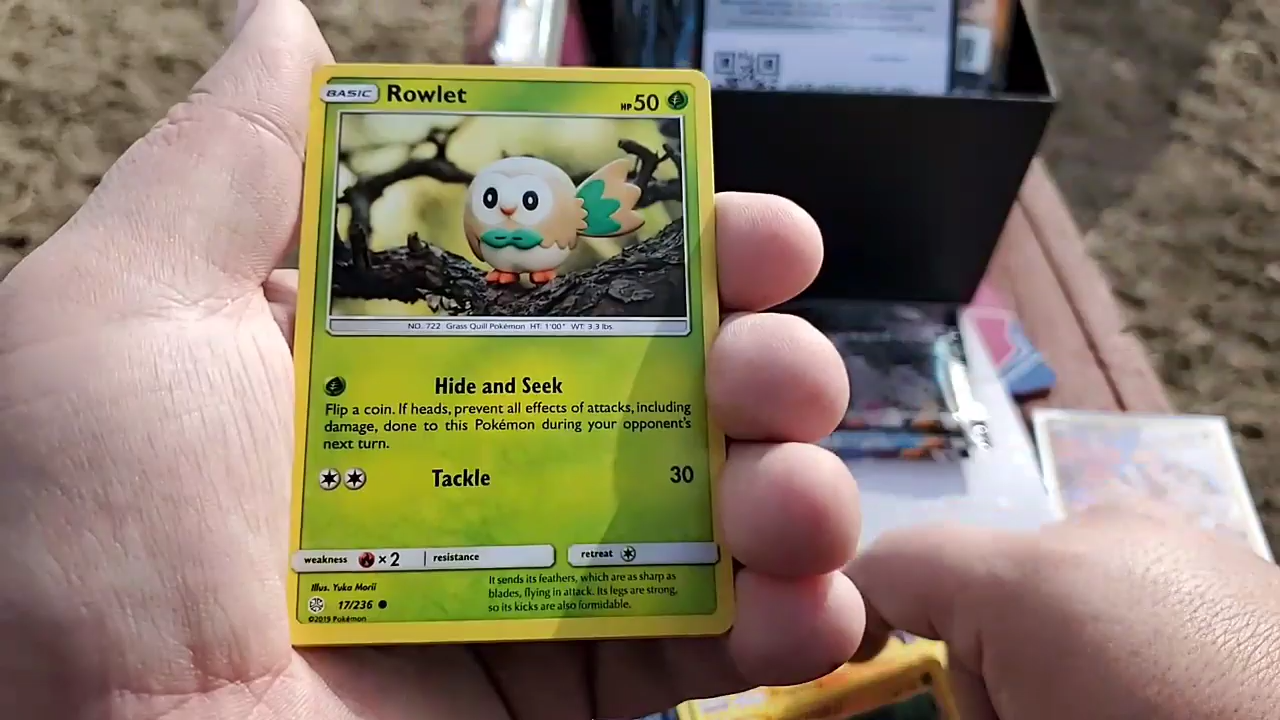 BASIC Rowlet HP 50
NO. 722 Grass Quill Pokémon HT: 1'00" WT: 3.3 lbs.
Hide and Seek
Flip a coin. If heads, prevent all effects of attacks, including
damage, done to this Pokémon during your opponent's
next turn.
Tackle 30
weakness ×2 resistance retreat
Illus. Yuka Morii
17/236
©2019 Pokémon
It sends its feathers, which are as sharp as
blades, flying in attack. Its legs are strong,
so its kicks are also formidable.